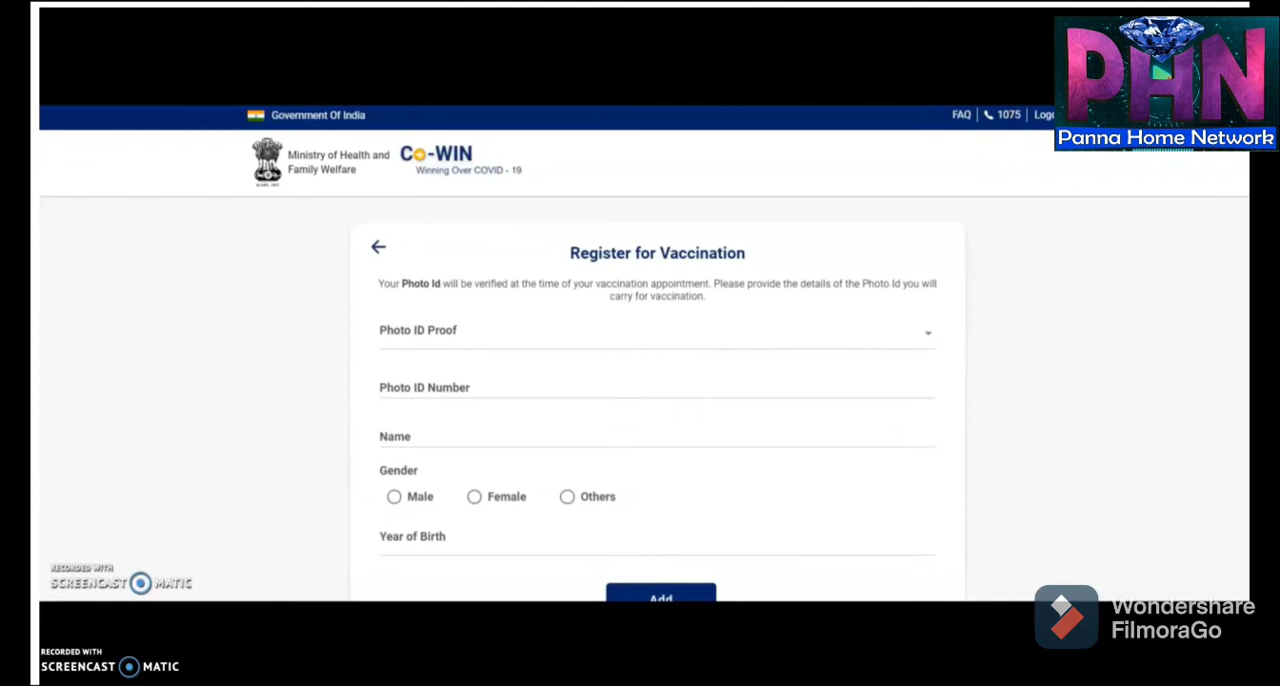 PHN
Panna Home Network
Government Of India
FAQ
1075
Ministry of Health and
Family Welfare
Co-WIN
Winning Over COVID - 19
Register for Vaccination
Your Photo Id will be verified at the time of your vaccination appointment. Please provide the details of the Photo Id you will
carry for vaccination.
Photo ID Proof
Photo ID Number
Name
Gender
Male Female Others
Year of Birth
Add
RECORDED WITH
SCREENCAST MATIC
Wondershare
FilmoraGo
RECORDED WITH
SCREENCAST MATIC